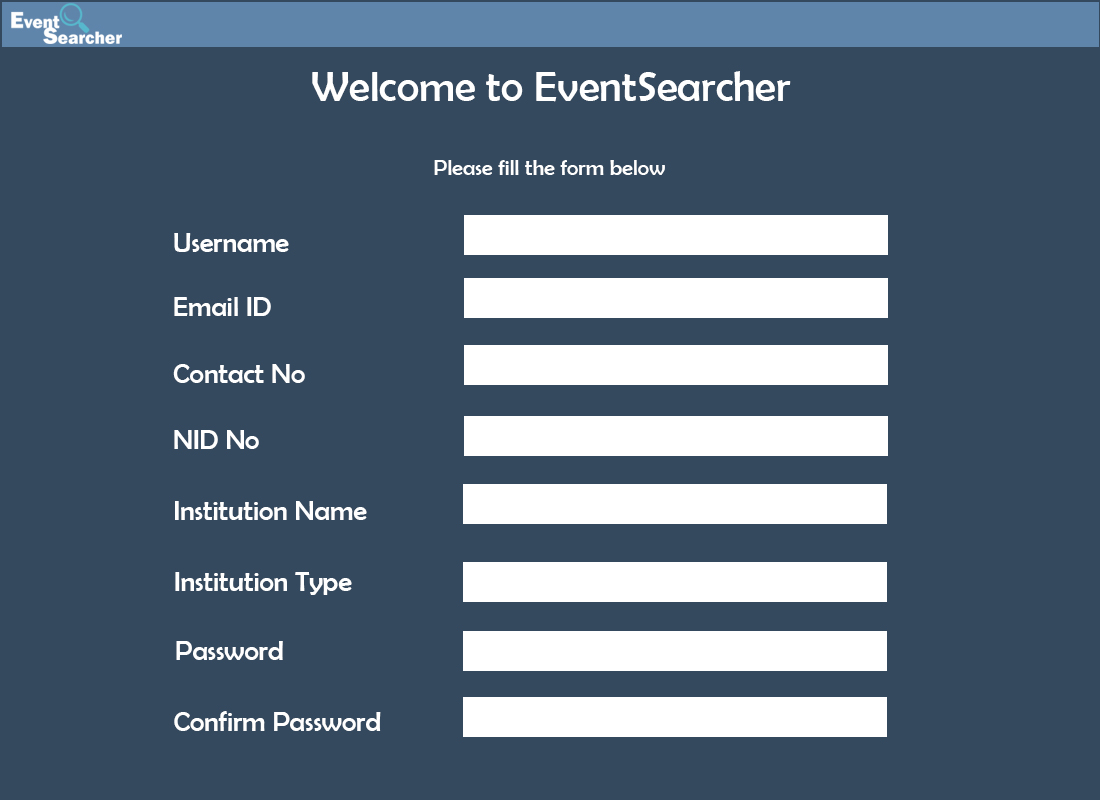 Event
Searcher
Welcome to EventSearcher
Please fill the form below
Username
Email ID
Contact No
NID No
Institution Name
Institution Type
Password
Confirm Password